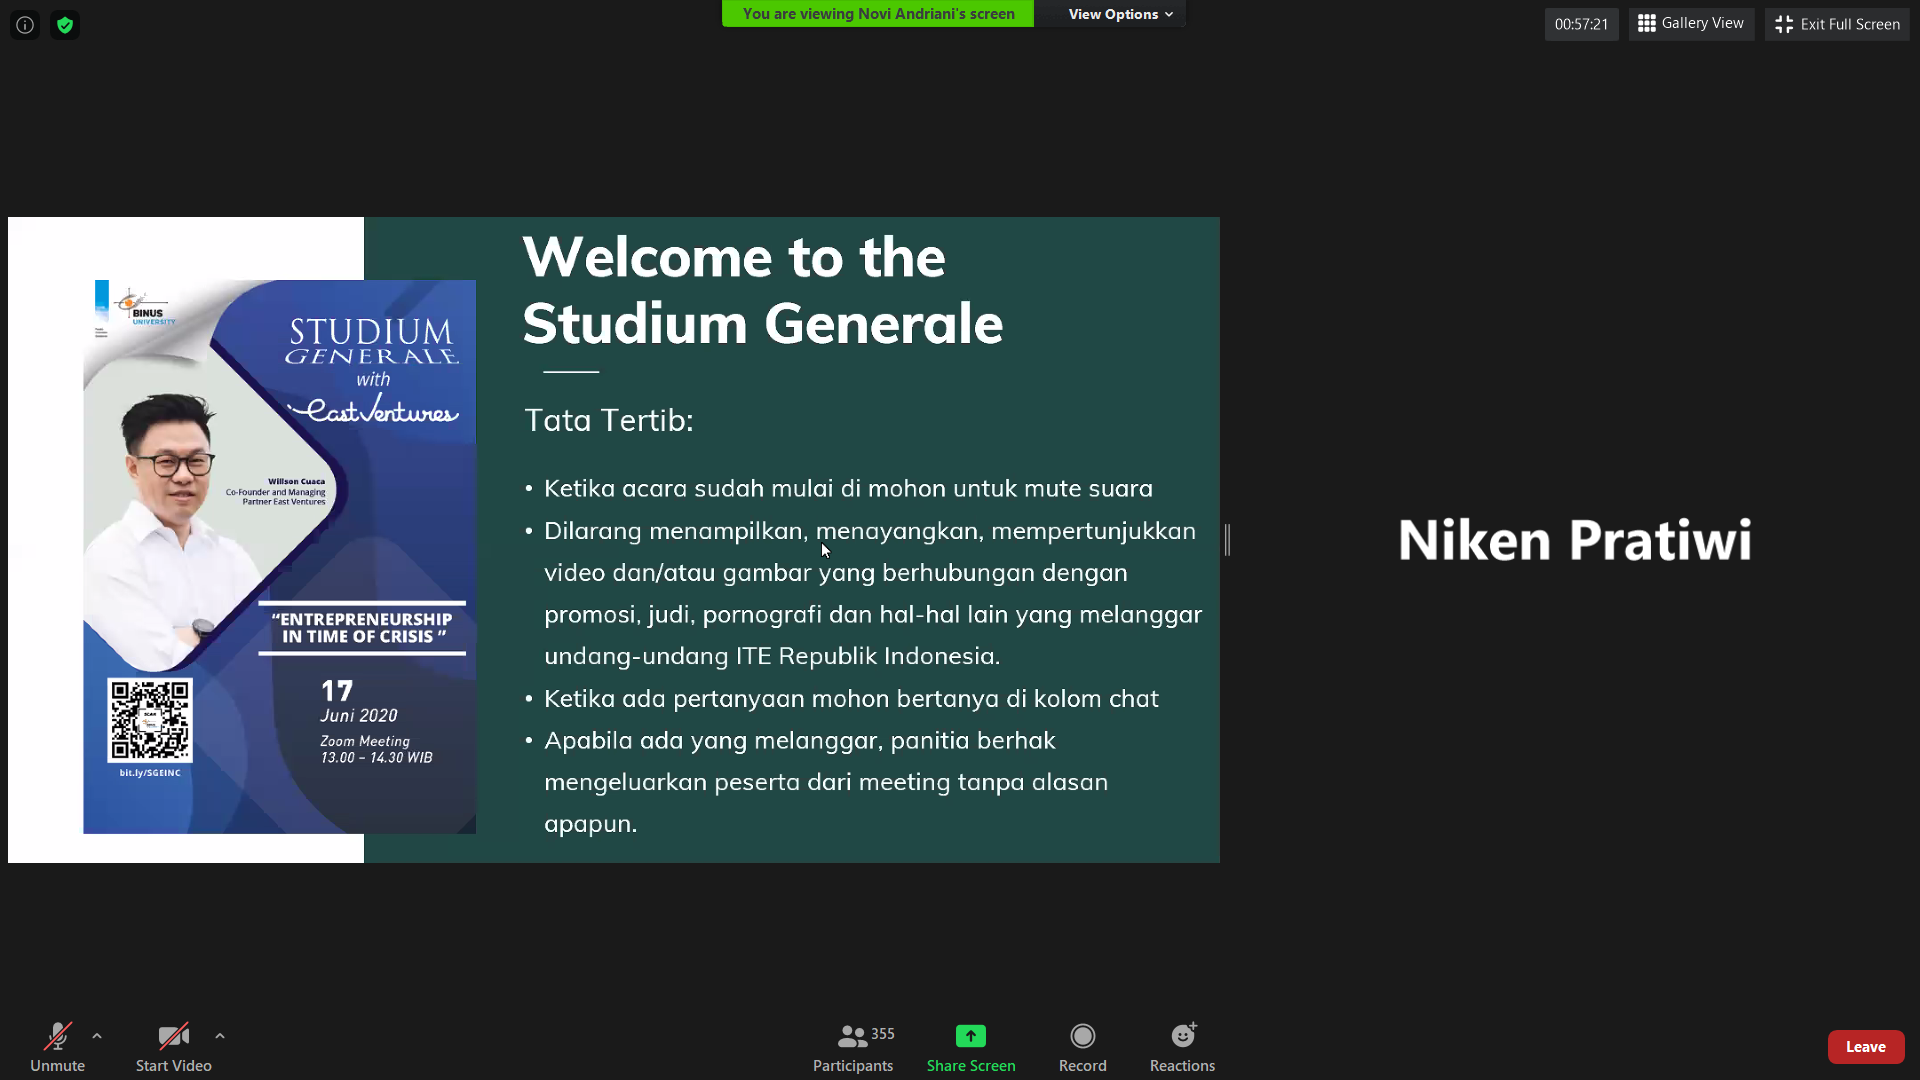 You are viewing Novi Andriani's screen
View Options
00:57:21
Gallery View
Exit Full Screen
BINUS
UNIVERSITY
STUDIUM
GENERALE
with
East Ventures
Willson Cuaca
Co-Founder and Managing
Partner East Ventures
“ENTREPRENEURSHIP
IN TIME OF CRISIS ”
17
Juni 2020
Zoom Meeting
13.00 – 14.30 WIB
bit.ly/SGEINC
Welcome to the
Studium Generale
Tata Tertib:
• Ketika acara sudah mulai di mohon untuk mute suara
• Dilarang menampilkan, menayangkan, mempertunjukkan
video dan/atau gambar yang berhubungan dengan
promosi, judi, pornografi dan hal-hal lain yang melanggar
undang-undang ITE Republik Indonesia.
• Ketika ada pertanyaan mohon bertanya di kolom chat
• Apabila ada yang melanggar, panitia berhak
mengeluarkan peserta dari meeting tanpa alasan
apapun.
Niken Pratiwi
Unmute
Start Video
355
Participants
Share Screen
Record
Reactions
Leave